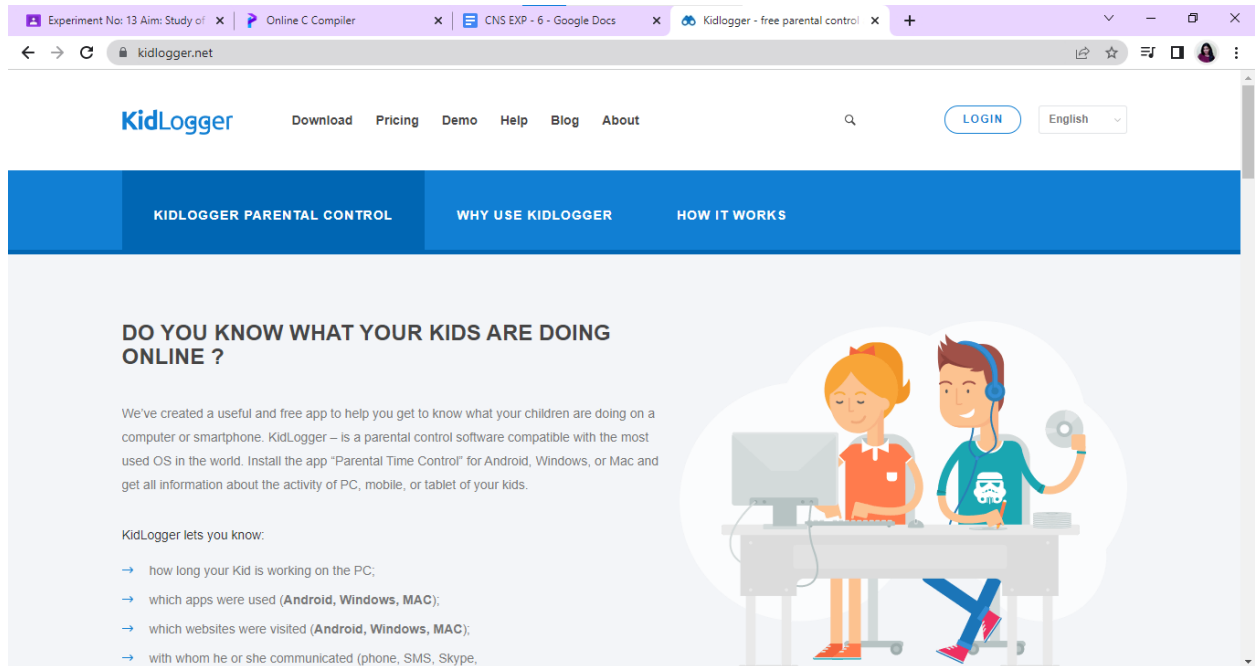 Experiment No: 13 Aim: Study of
Online C Compiler
CNS EXP - 6 - Google Docs
Kidlogger - free parental control
kidlogger.net
KidLogger
Download Pricing Demo Help Blog About
LOGIN
English
KIDLOGGER PARENTAL CONTROL
WHY USE KIDLOGGER
HOW IT WORKS
DO YOU KNOW WHAT YOUR KIDS ARE DOING
ONLINE ?
We've created a useful and free app to help you get to know what your children are doing on a
computer or smartphone. KidLogger – is a parental control software compatible with the most
used OS in the world. Install the app “Parental Time Control” for Android, Windows, or Mac and
get all information about the activity of PC, mobile, or tablet of your kids.
KidLogger lets you know:
→ how long your Kid is working on the PC;
→ which apps were used (Android, Windows, MAC);
→ which websites were visited (Android, Windows, MAC);
→ with whom he or she communicated (phone, SMS, Skype,